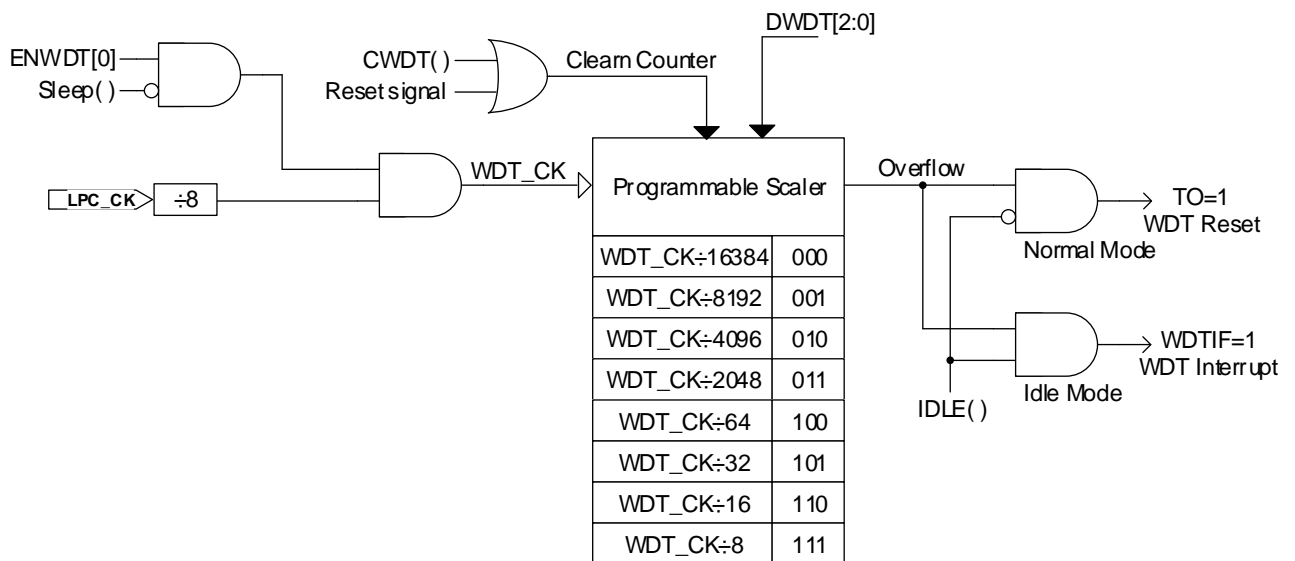 DWDT[2:0]
ENWDT[0]
Sleep( )
CWDT( )
Reset signal
Clearn Counter
LPC_CK
÷8
WDT_CK
Programmable Scaler
WDT_CK÷16384 000
WDT_CK÷8192 001
WDT_CK÷4096 010
WDT_CK÷2048 011
WDT_CK÷64 100
WDT_CK÷32 101
WDT_CK÷16 110
WDT_CK÷8 111
Overflow
TO=1
WDT Reset
Normal Mode
WDTIF=1
WDT Interrupt
Idle Mode
IDLE( )